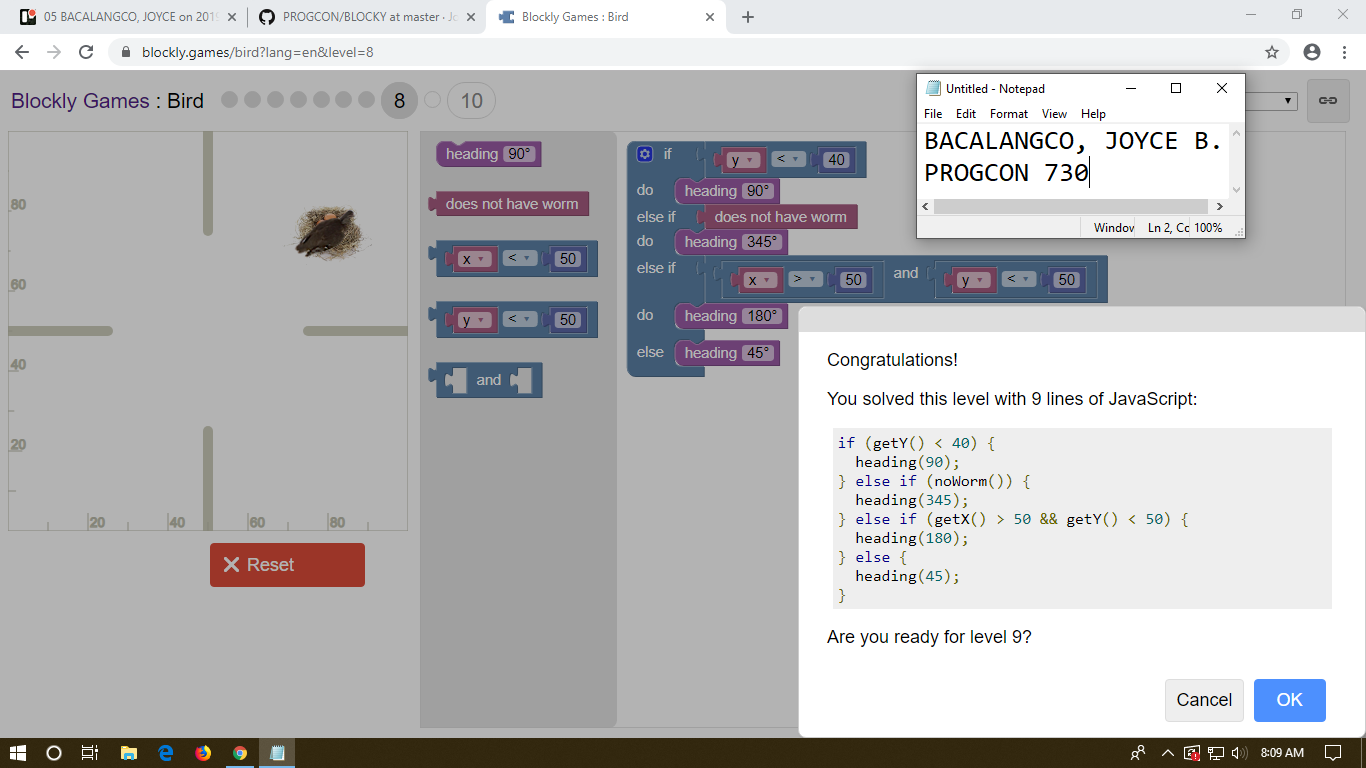 05 BACALANGCO, JOYCE on 2019
PROGCON/BLOCKY at master · Jo
Blockly Games : Bird
blockly.games/bird?lang=en&level=8
Blockly Games : Bird
8
10
Untitled - Notepad
File Edit Format View Help
BACALANGCO, JOYCE B.
PROGCON 730
Window Ln 2, Cc 100%
80
60
40
20
20 40 60 80
Reset
heading 90°
does not have worm
x < 50
y < 50
and
if y < 40
do heading 90°
else if does not have worm
do heading 345°
else if x > 50 and y < 50
do heading 180°
else heading 45°
Congratulations!
You solved this level with 9 lines of JavaScript:
if (getY() < 40) {
  heading(90);
} else if (noWorm()) {
  heading(345);
} else if (getX() > 50 && getY() < 50) {
  heading(180);
} else {
  heading(45);
}
Are you ready for level 9?
Cancel
OK
8:09 AM